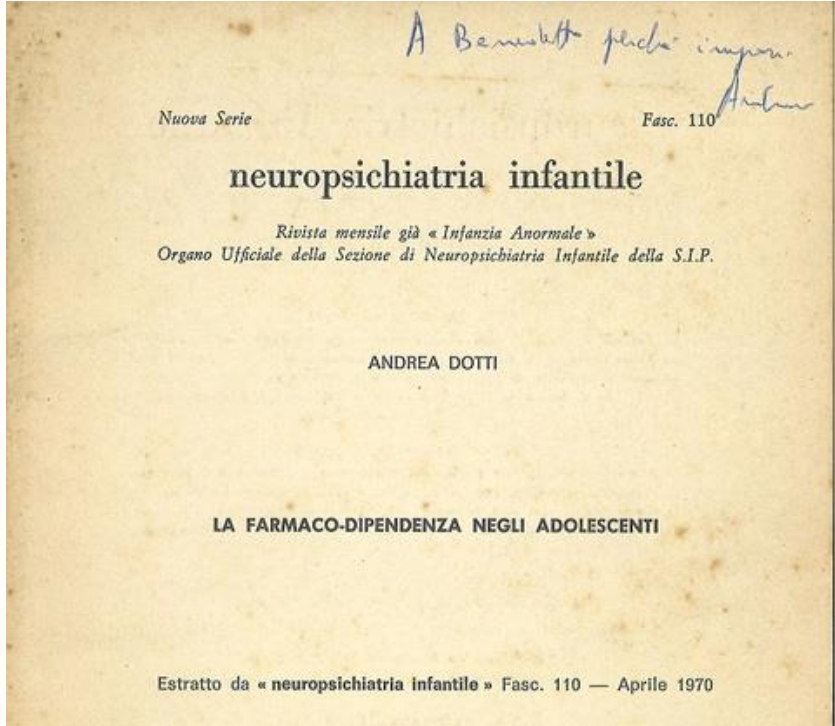 A Benedetto perché impari.
Andrea
Nuova Serie Fasc. 110
neuropsichiatria infantile
Rivista mensile già « Infanzia Anormale »
Organo Ufficiale della Sezione di Neuropsichiatria Infantile della S.I.P.
ANDREA DOTTI
LA FARMACO-DIPENDENZA NEGLI ADOLESCENTI
Estratto da « neuropsichiatria infantile » Fasc. 110 — Aprile 1970